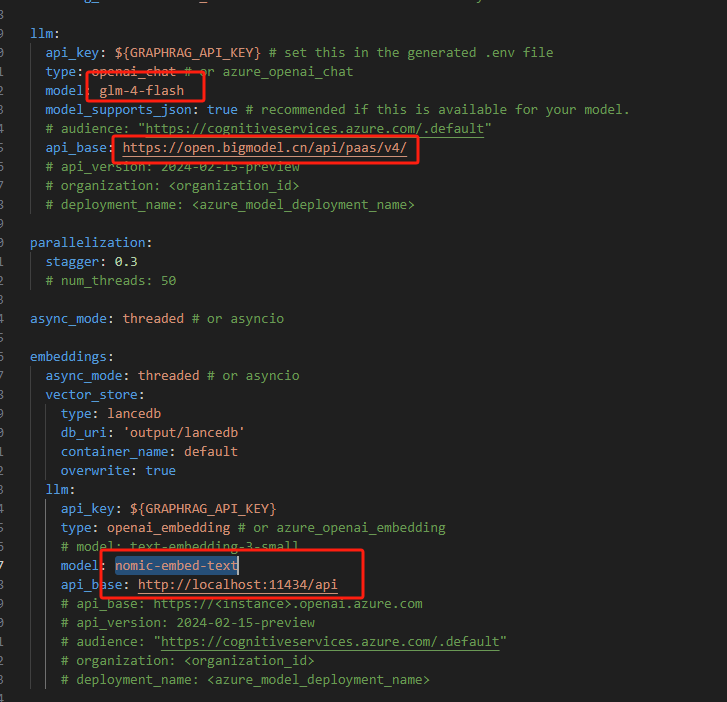 llm:
api_key: ${GRAPHRAG_API_KEY} # set this in the generated .env file
type: openai_chat # or azure_openai_chat
model: glm-4-flash
model_supports_json: true # recommended if this is available for your model.
# audience: "https://cognitiveservices.azure.com/.default"
api_base: https://open.bigmodel.cn/api/paas/v4/
# api_version: 2024-02-15-preview
# organization: <organization_id>
# deployment_name: <azure_model_deployment_name>
parallelization:
stagger: 0.3
# num_threads: 50
async_mode: threaded # or asyncio
embeddings:
async_mode: threaded # or asyncio
vector_store:
type: lancedb
db_uri: 'output/lancedb'
container_name: default
overwrite: true
llm:
api_key: ${GRAPHRAG_API_KEY}
type: openai_embedding # or azure_openai_embedding
# model: text-embedding-3-small
model: nomic-embed-text
api_base: http://localhost:11434/api
# api_base: https://<instance>.openai.azure.com
# api_version: 2024-02-15-preview
# audience: "https://cognitiveservices.azure.com/.default"
# organization: <organization_id>
# deployment_name: <azure_model_deployment_name>